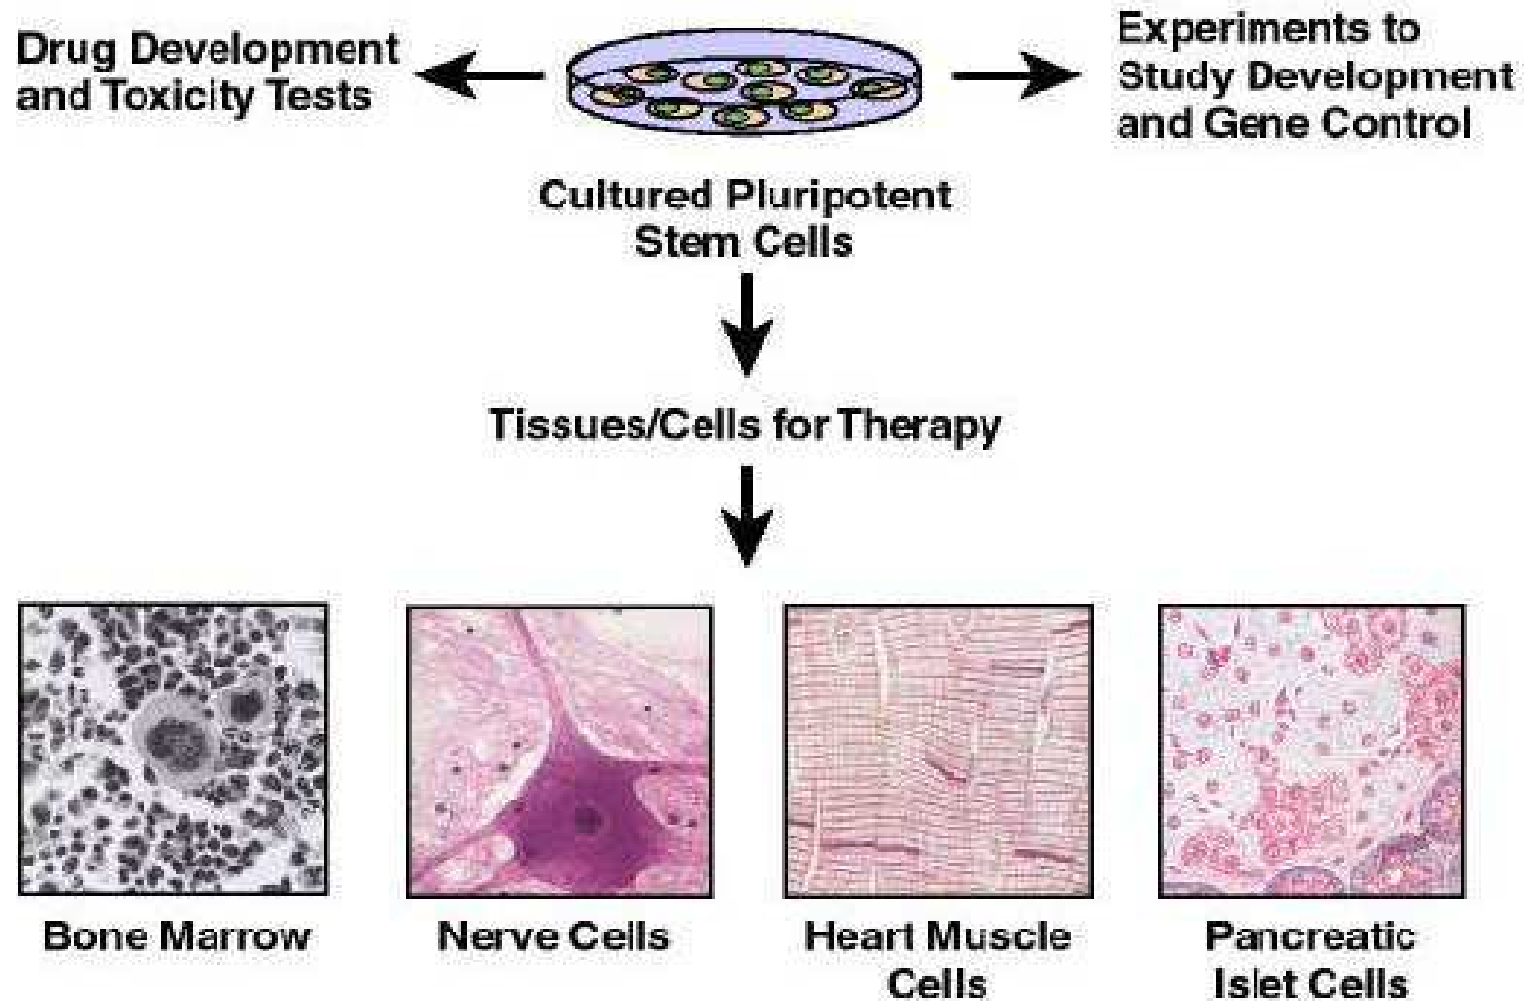 Drug Development
and Toxicity Tests
Experiments to
Study Development
and Gene Control
Cultured Pluripotent
Stem Cells
Tissues/Cells for Therapy
Bone Marrow
Nerve Cells
Heart Muscle
Cells
Pancreatic
Islet Cells